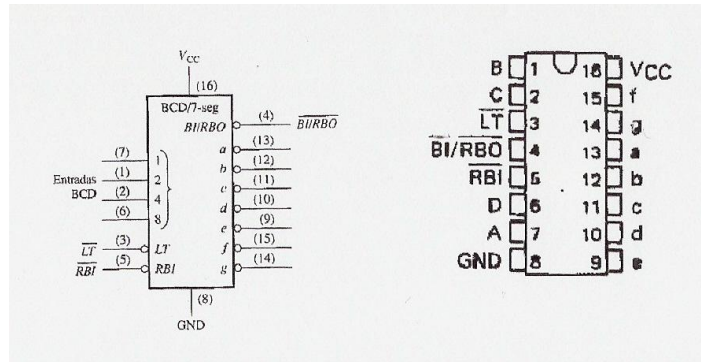 VCC
(16)
BCD/7-seg
BI/RBO (4) BI/RBO
a (13)
(7) 1
b (12)
Entradas (1) 2
c (11)
BCD (2) 4
d (10)
(6) 8
e (9)
LT (3) LT
f (15)
RBI (5) RBI
g (14)
(8)
GND
B 1 16 VCC
C 2 15 f
LT 3 14 g
BI/RBO 4 13 a
RBI 5 12 b
D 6 11 c
A 7 10 d
GND 8 9 e